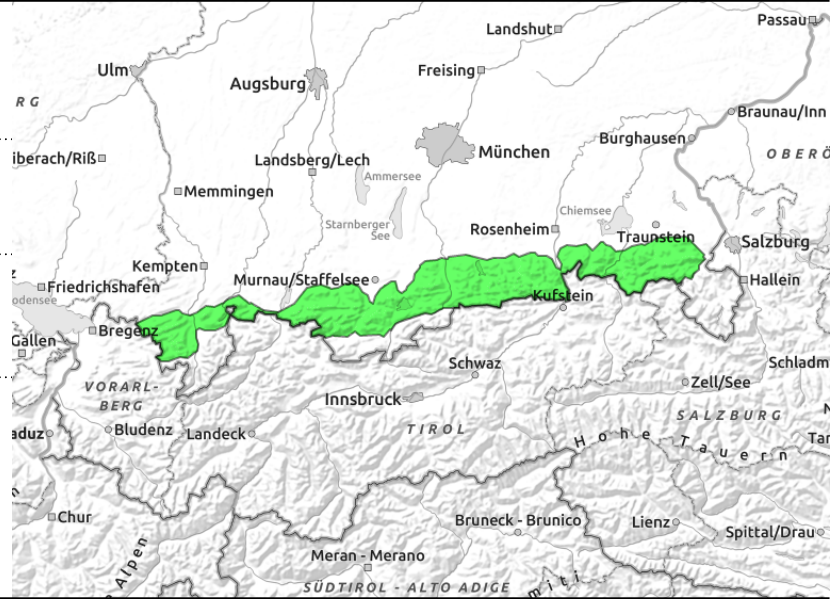 Passau
Landshut
Ulm
Freising
Augsburg
RG
Braunau/Inn
Burghausen
iberach/Riß
Landsberg/Lech
München
OBERÖ
Ammersee
Memmingen
Chiemsee
Starnberger
See
Rosenheim
Traunstein
Salzburg
Kempten
Murnau/Staffelsee
Hallein
z
Friedrichshafen
odensee
Kufstein
Bregenz
Gallen
Schwaz
Schladm
VORARL-
BERG
Zell/See
Innsbruck
SALZBURG
aduz
Bludenz
Landeck
TIROL
Hohe Tauern
Tar
Chur
Bruneck - Brunico
Lienz
Spittal/Drau
Alpen
Meran - Merano
SÜDTIROL - ALTO ADIGE
miti